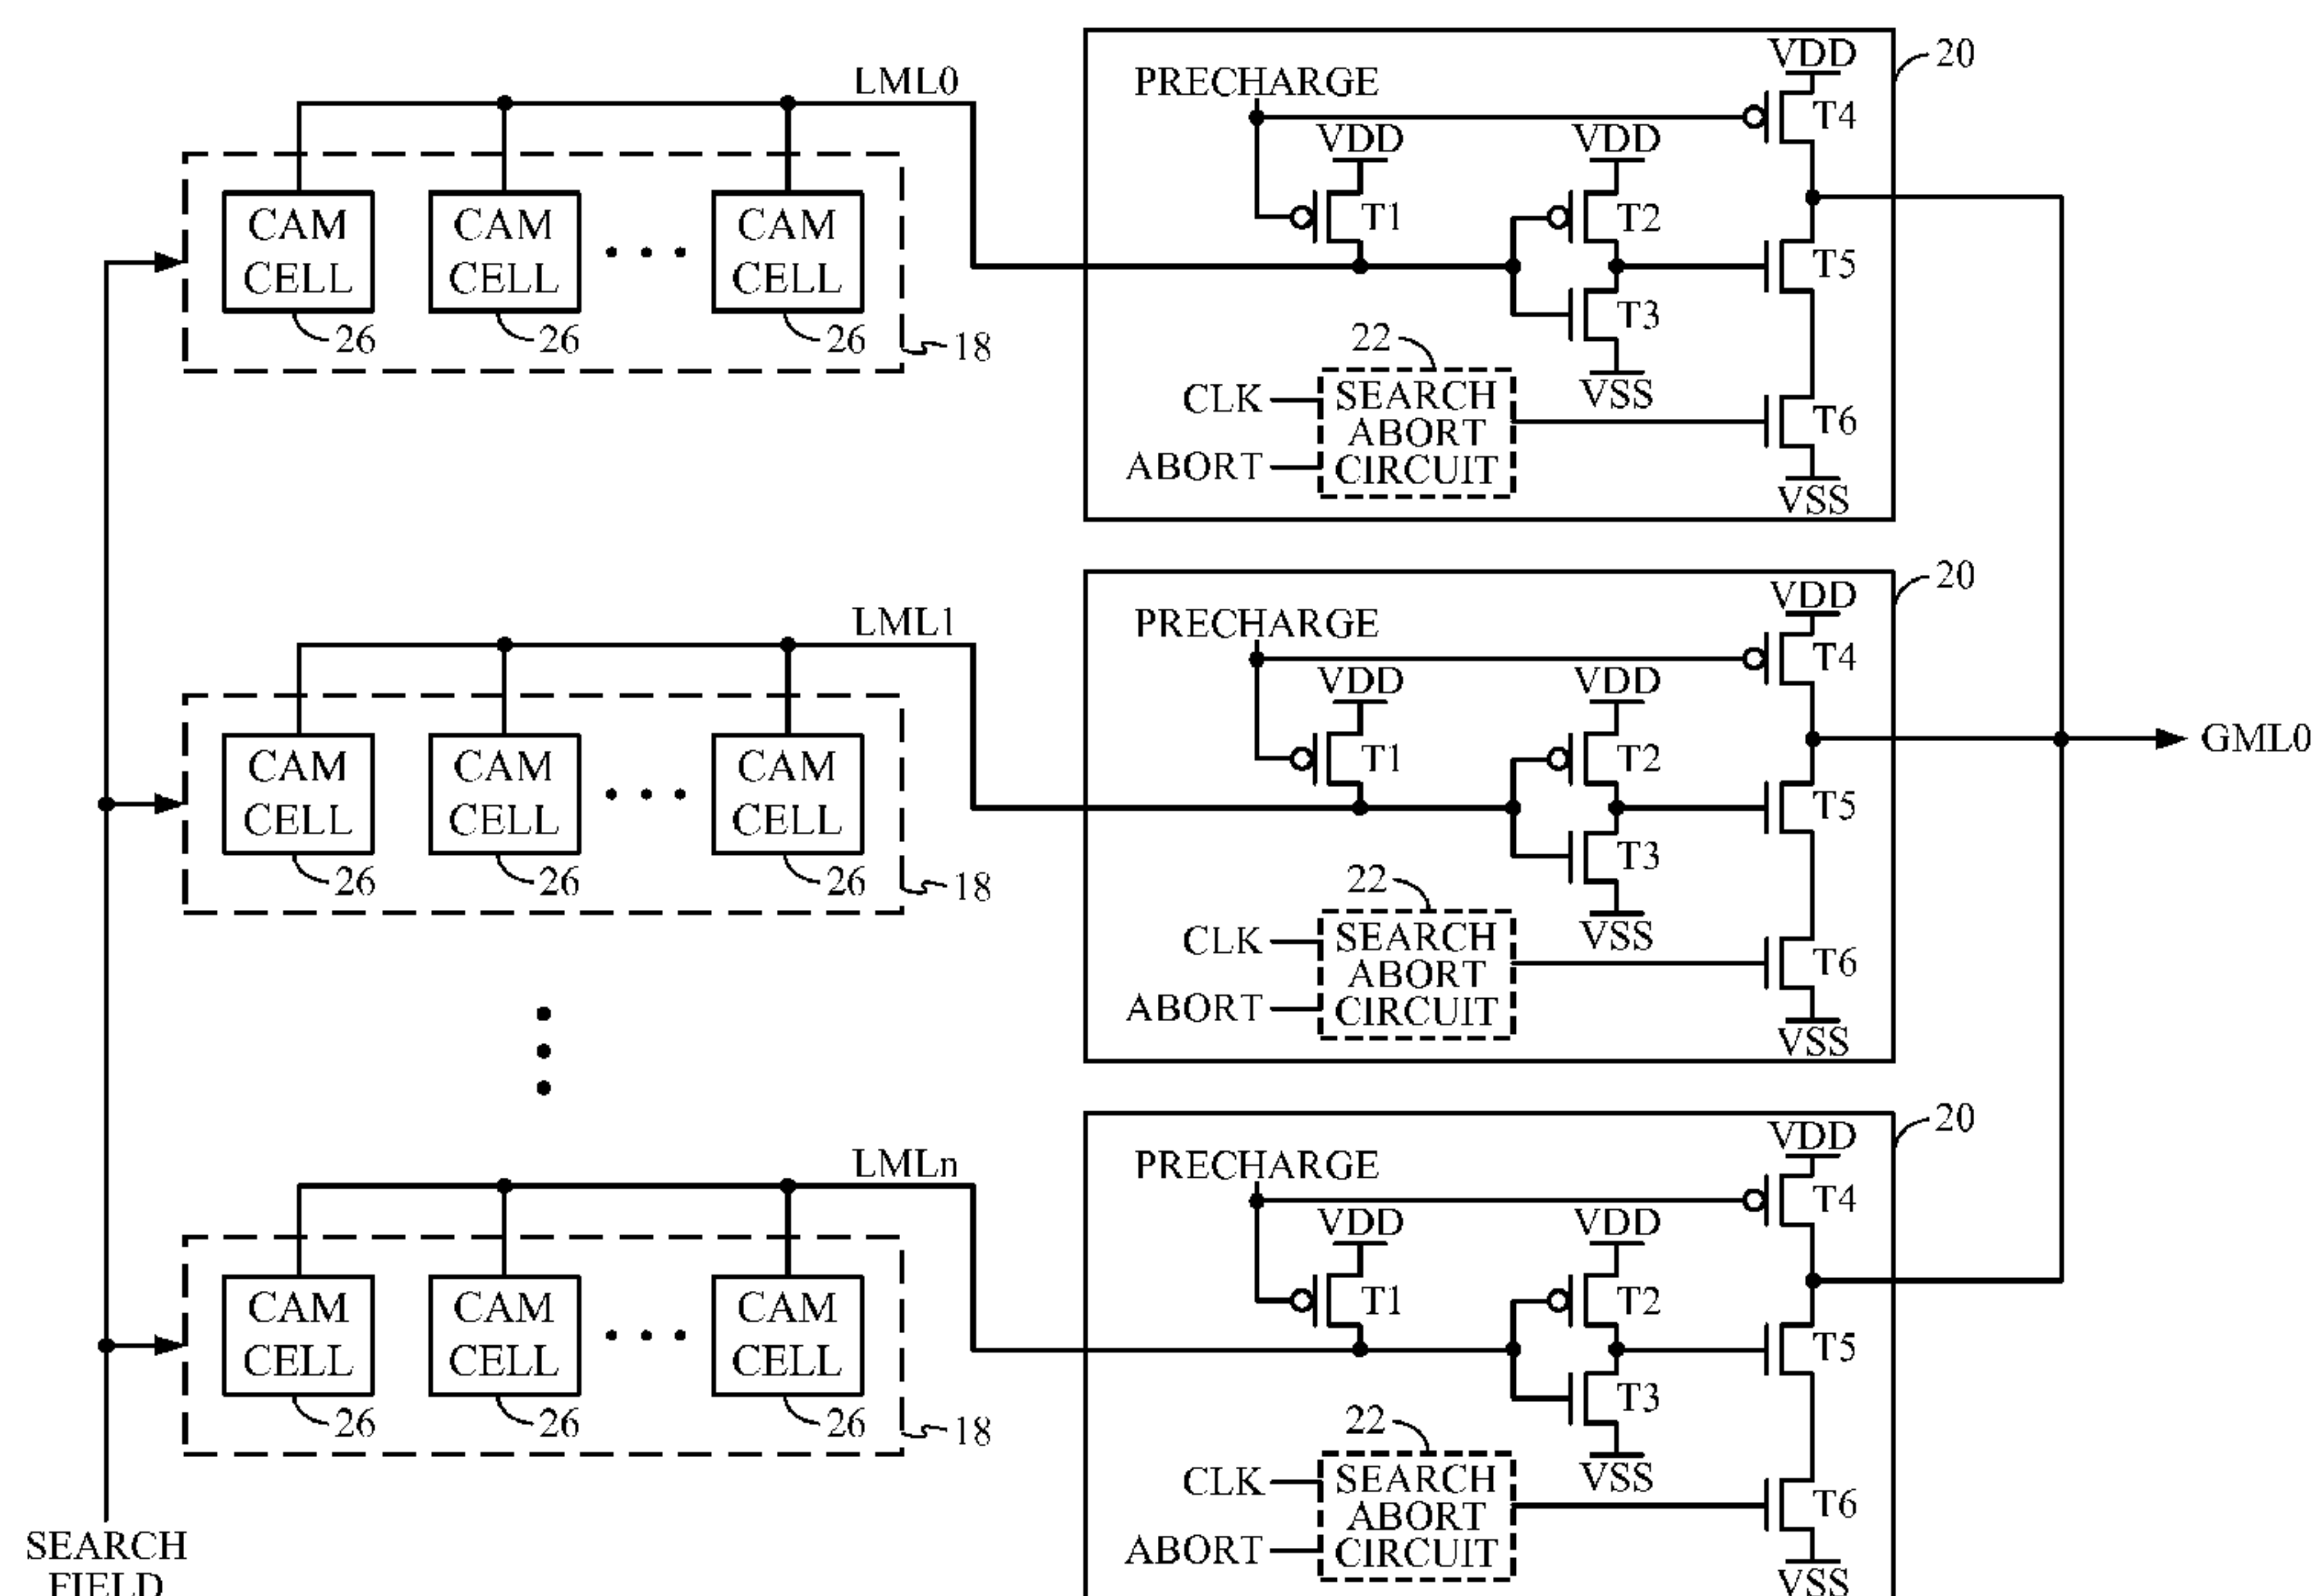 LML0
PRECHARGE
VDD
20
T4
VDD
VDD
T1
T2
CAM
CELL
CAM
CELL
CAM
CELL
T5
T3
26
26
26
18
22
VSS
CLK
SEARCH
ABORT
CIRCUIT
ABORT
T6
VSS
LML1
PRECHARGE
VDD
20
T4
VDD
VDD
T1
T2
GML0
CAM
CELL
CAM
CELL
CAM
CELL
T5
T3
26
26
26
18
22
VSS
CLK
SEARCH
ABORT
CIRCUIT
ABORT
T6
VSS
LMLn
PRECHARGE
VDD
20
T4
VDD
VDD
T1
T2
CAM
CELL
CAM
CELL
CAM
CELL
T5
T3
26
26
26
18
22
VSS
CLK
SEARCH
ABORT
CIRCUIT
ABORT
T6
VSS
SEARCH
FIELD